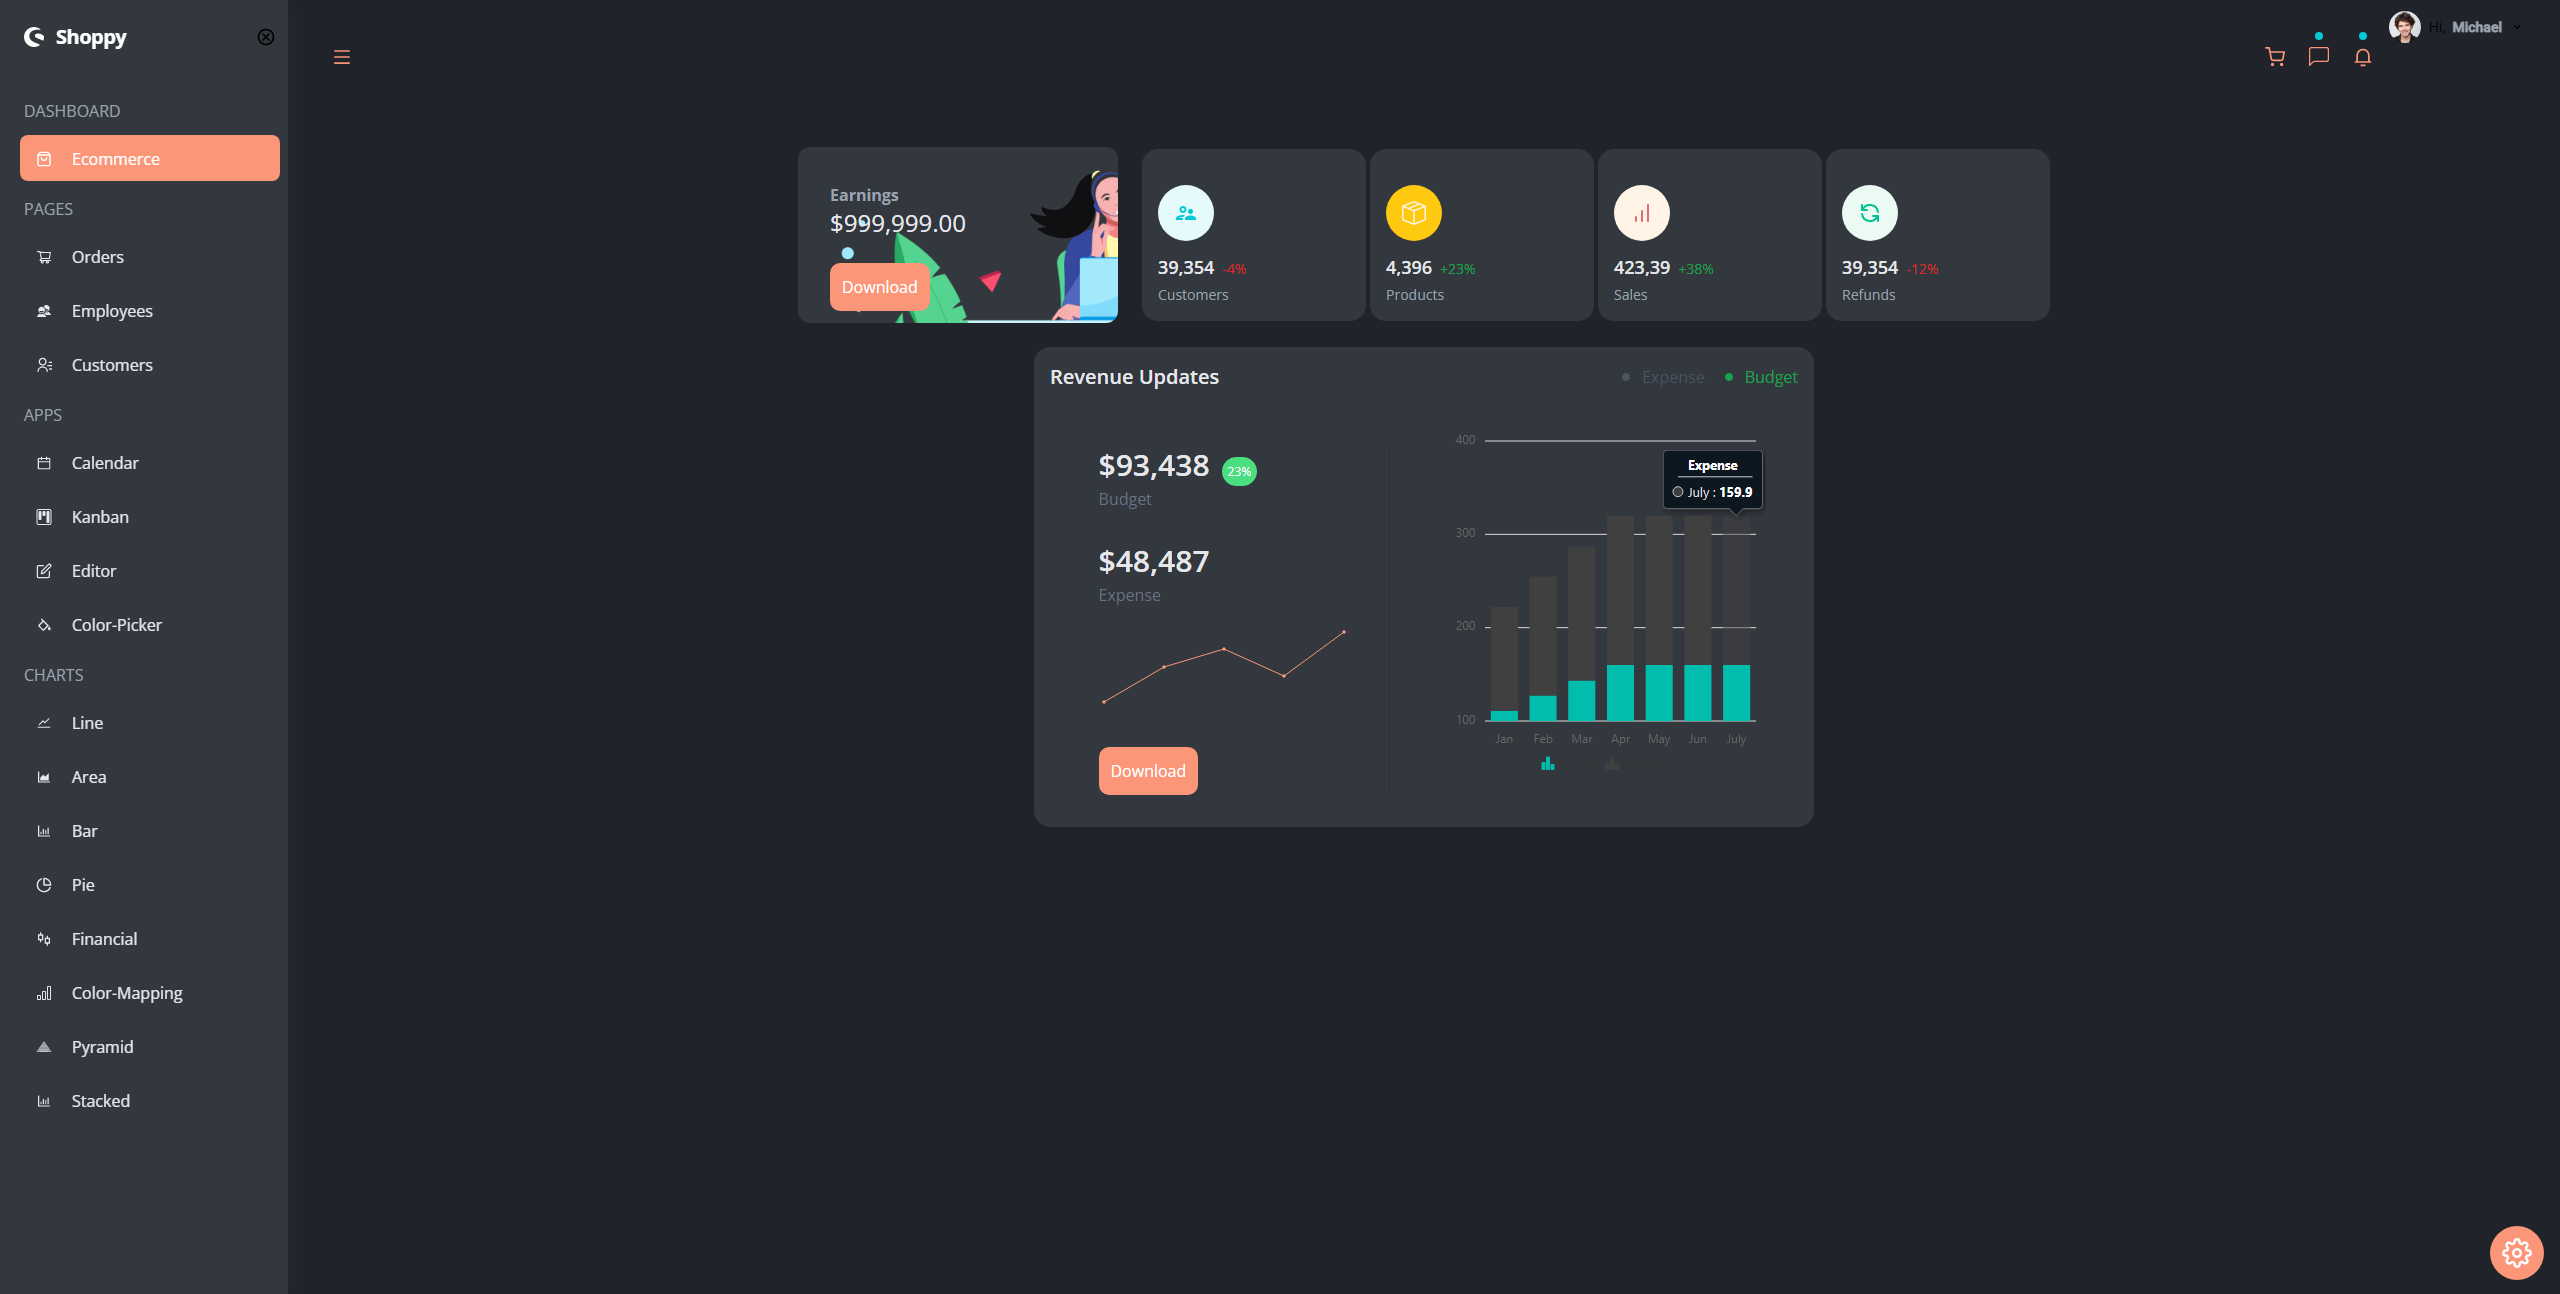 Shoppy
DASHBOARD
Ecommerce
PAGES
Orders
Employees
Customers
APPS
Calendar
Kanban
Editor
Color-Picker
CHARTS
Line
Area
Bar
Pie
Financial
Color-Mapping
Pyramid
Stacked
Hi, Michael
Earnings
$999,999.00
Download
39,354 -4%
Customers
4,396 +23%
Products
423,39 +38%
Sales
39,354 -12%
Refunds
Revenue Updates
Expense
Budget
$93,438 23%
Budget
$48,487
Expense
Download
400
300
200
100
Expense
July : 159.9
Jan Feb Mar Apr May Jun July